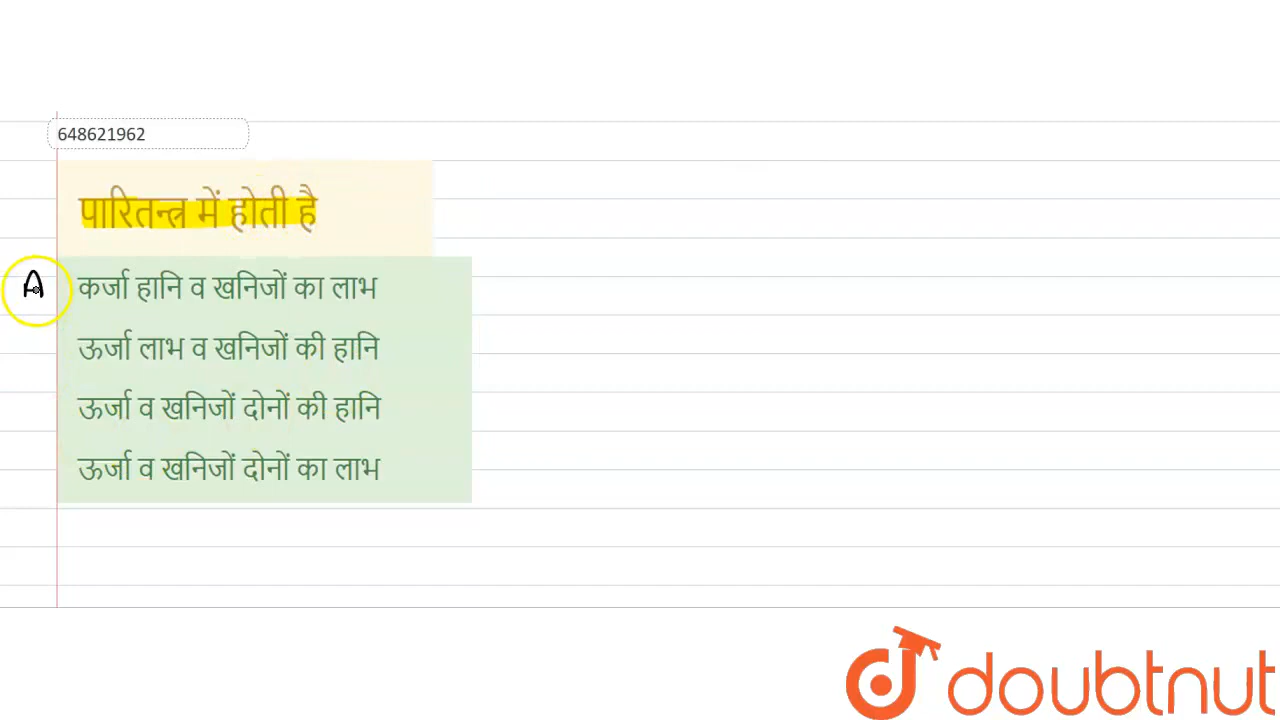 648621962
पारितन्त्र में होती है
A
कर्जा हानि व खनिजों का लाभ
ऊर्जा लाभ व खनिजों की हानि
ऊर्जा व खनिजों दोनों की हानि
ऊर्जा व खनिजों दोनों का लाभ
doubtnut